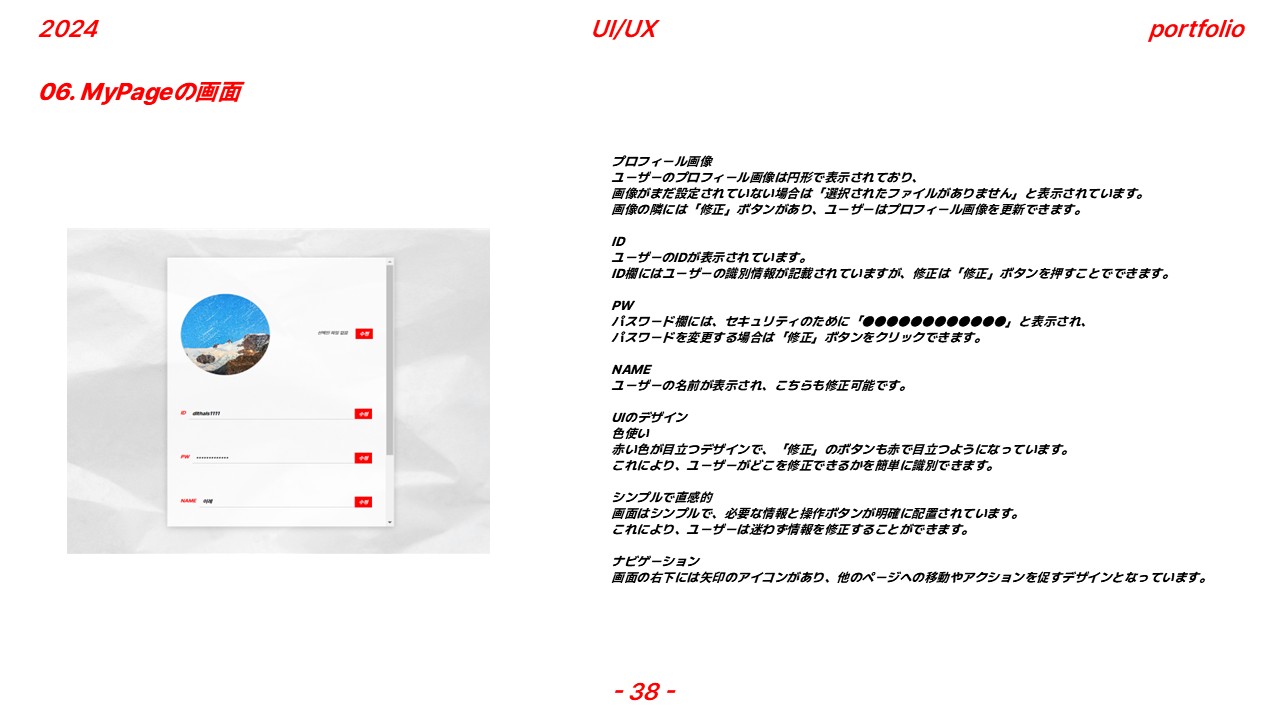 2024
UI/UX
portfolio
06. MyPageの画面
선택된 파일 없음
수정
ID
dlthals1111
수정
PW
수정
NAME
수정
プロフィール画像
ユーザーのプロフィール画像は円形で表示されており、
画像がまだ設定されていない場合は「選択されたファイルがありません」と表示されています。
画像の隣には「修正」ボタンがあり、ユーザーはプロフィール画像を更新できます。
ID
ユーザーのIDが表示されています。
ID欄にはユーザーの識別情報が記載されていますが、修正は「修正」ボタンを押すことでできます。
PW
パスワード欄には、セキュリティのために「●●●●●●●●●●●●」と表示され、
パスワードを変更する場合は「修正」ボタンをクリックできます。
NAME
ユーザーの名前が表示され、こちらも修正可能です。
UIのデザイン
色使い
赤い色が目立つデザインで、「修正」のボタンも赤で目立つようになっています。
これにより、ユーザーがどこを修正できるかを簡単に識別できます。
シンプルで直感的
画面はシンプルで、必要な情報と操作ボタンが明確に配置されています。
これにより、ユーザーは迷わず情報を修正することができます。
ナビゲーション
画面の右下には矢印のアイコンがあり、他のページへの移動やアクションを促すデザインとなっています。
- 38 -